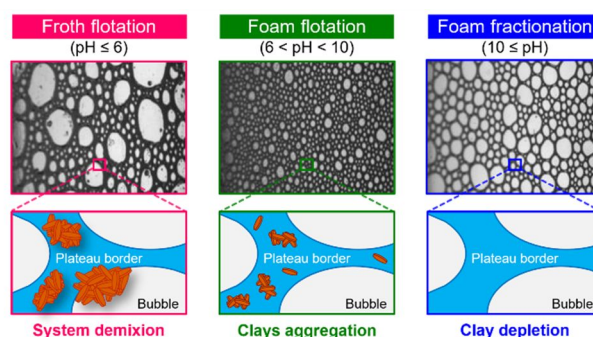 Froth flotation
(pH ≤ 6)
Foam flotation
(6 < pH < 10)
Foam fractionation
(10 ≤ pH)
Plateau border
Bubble
Plateau border
Bubble
Plateau border
Bubble
System demixion
Clays aggregation
Clay depletion